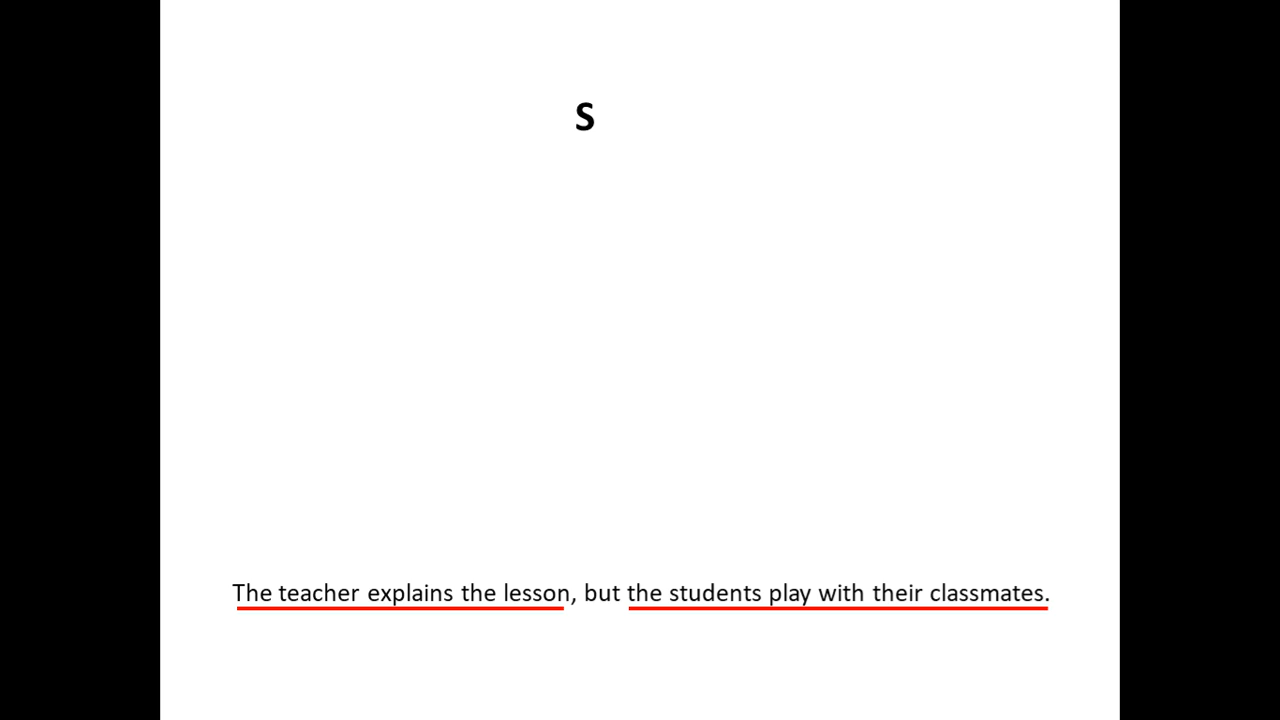 S
The teacher explains the lesson, but the students play with their classmates.